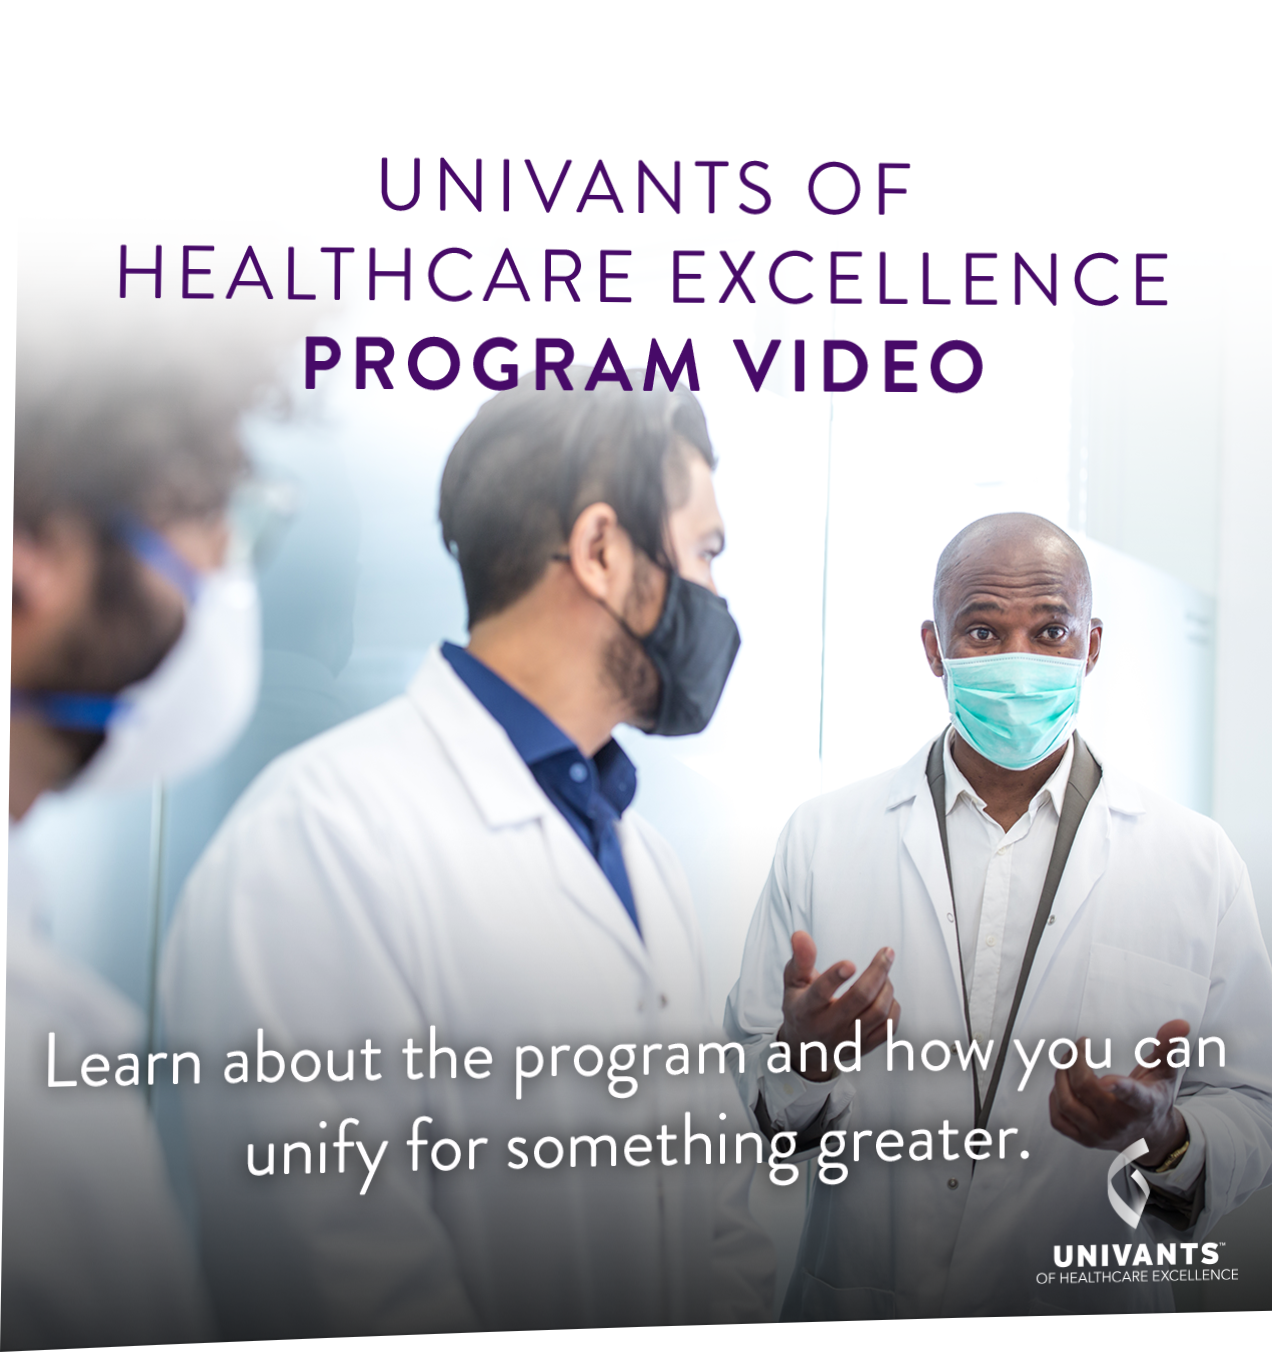 UNIVANTS OF
HEALTHCARE EXCELLENCE
PROGRAM VIDEO
Learn about the program and how you can
unify for something greater.
UNIVANTS™
OF HEALTHCARE EXCELLENCE